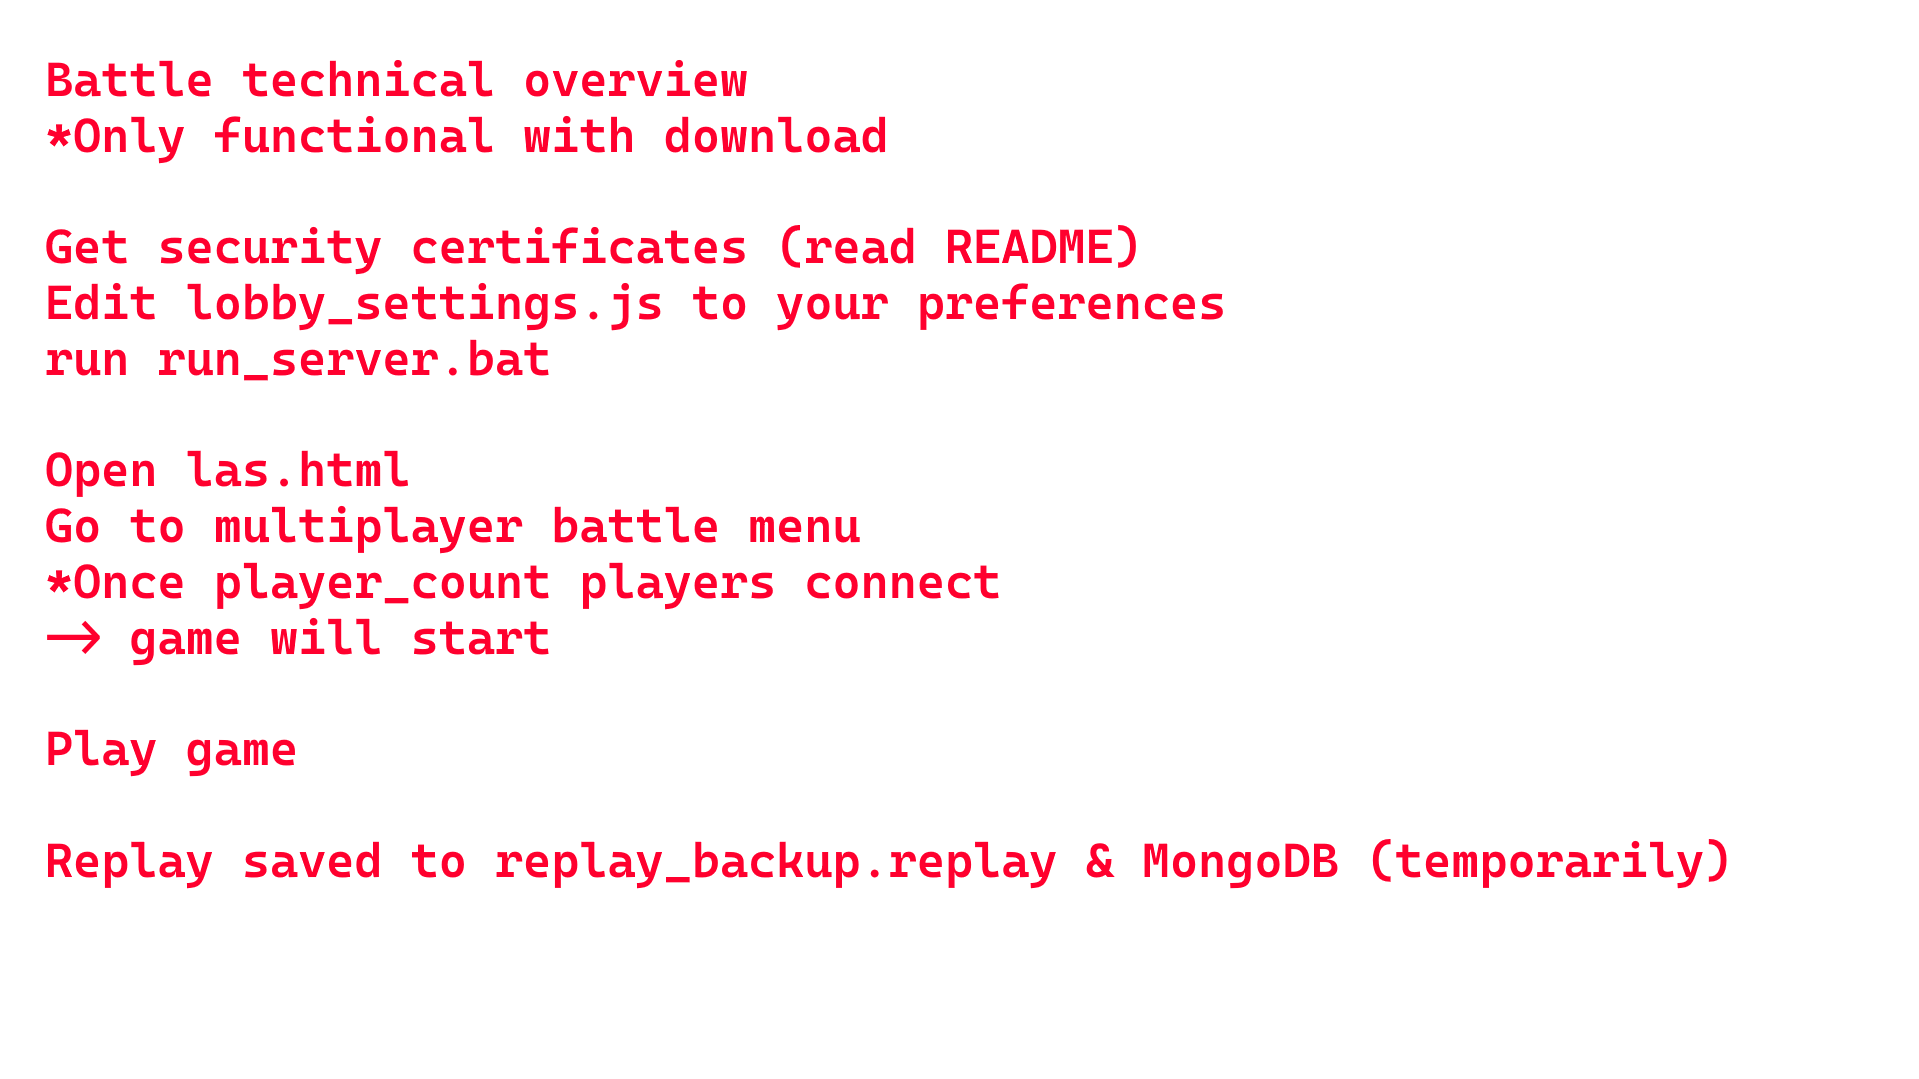 Battle technical overview
*Only functional with download
Get security certificates (read README)
Edit lobby_settings.js to your preferences
run run_server.bat
Open las.html
Go to multiplayer battle menu
*Once player_count players connect
—> game will start
Play game
Replay saved to replay_backup.replay & MongoDB (temporarily)